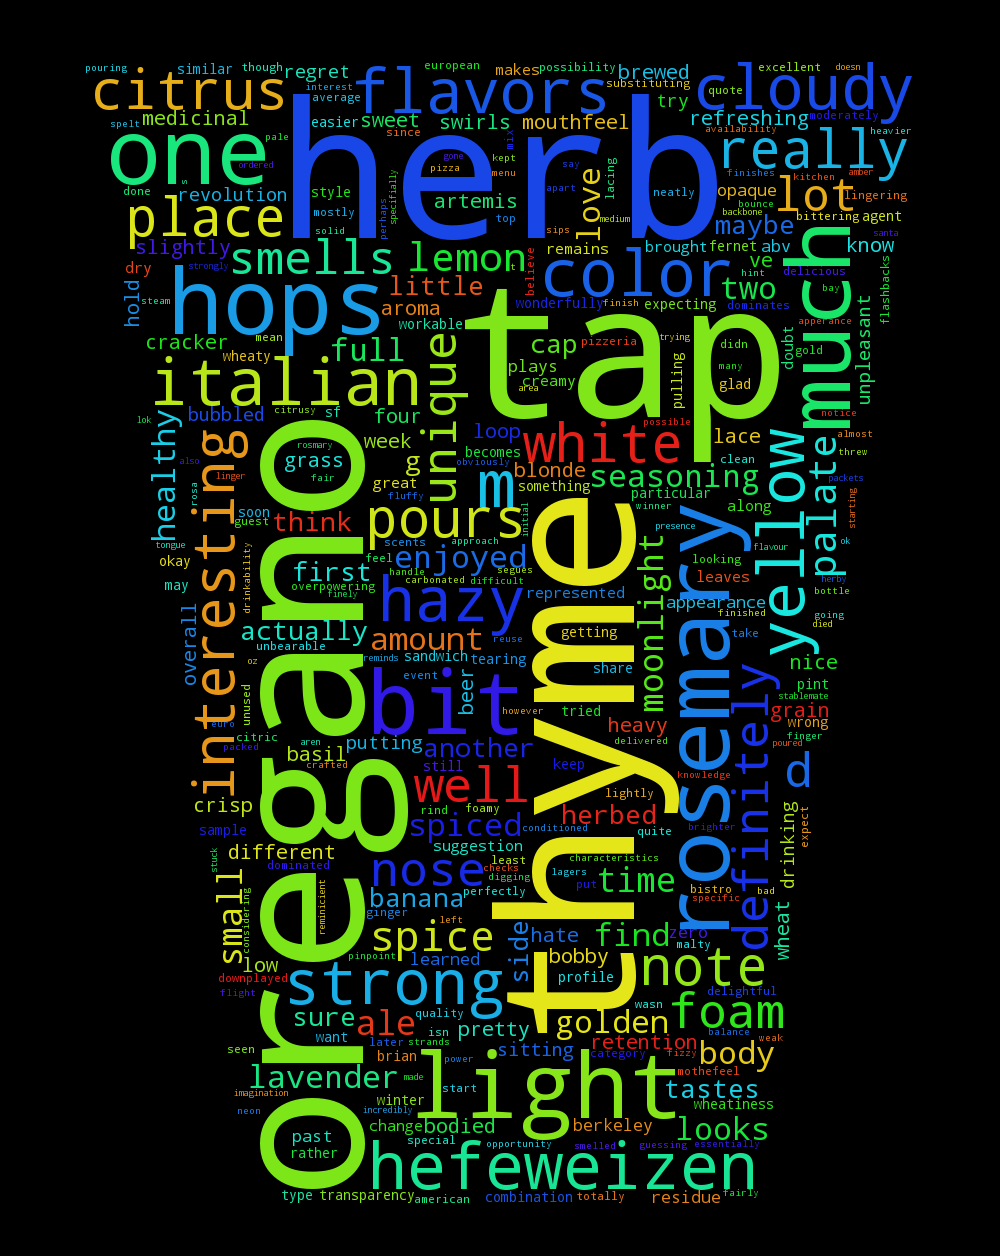 pouring similar though regret european makes possibility brewed excellent doesn
citrus interest average flavors substituting cloudy quote
medicinal easier sweet swirls mouthfeel try refreshing moderately
spelt since availability heavier
one pale herb mix gone kept pizza menu say really
ordered finishes kitchen amber
done s revolution style specifically artemis apart love lacing neatly opaque lot lingering
place mostly perhaps top sips medium bounce backbone bittering agent
solid maybe
slightly smells lemon remains brought fernet abv know santa
dry strongly t believe color ve hint delicious
hold steam hops little wonderfully finish expecting two bay flashbacks
aroma dominates apperance
cracker mean workable tap trying didn doubt much unpleasant
wheaty full unique cap pizzeria many gold
plays creamy pulling glad
italian area
lok bubbled citrusy sf four loop white possible lace notice
healthy interesting rosmary oregano week becomes clean almost
also grass g obviously blonde seasoning yellow palate threw
linger fair great m something particular packets
rosa fluffy winner along
soon guest think pours initial thyme presence starting
tongue scents approach segues moonlight rosemary flavour ok
okay drinkability feel enjoyed looking herby
first handle carbonated difficult leaves bottle
may overpowering finely hazy represented appearance finished going
overall actually amount reuse getting take died
unbearable reminds sandwich tearing share nice
oz event beer definitely pint
unused bit however tried grain stablemate
euro heavy wrong
citric aren putting another delivered poured finger
packed basil still keep knowledge d
crafted well lightly
crisp rind foamy herbed
sample spiced conditioned quite brighter drinking expect
different suggestion
stuck dominated nose least characteristics
checks digging lagers put time bistro bad
small considering reminicient banana perfectly specific
ginger left side hate find zero wheat
spice bobby malty
low pinpoint learned profile note
downplayed strong delightful
flight quality wasn golden foam
sure isn pretty balance
want later strands sitting retention weak
seen brian category fizzy body
lavender power mothefeel
imagination made winter start light tastes
neon incredibly wheatiness
past change bodied berkeley looks
rather special opportunity smelled guessing essentially
hefeweizen
type transparency american combination totally residue fairly